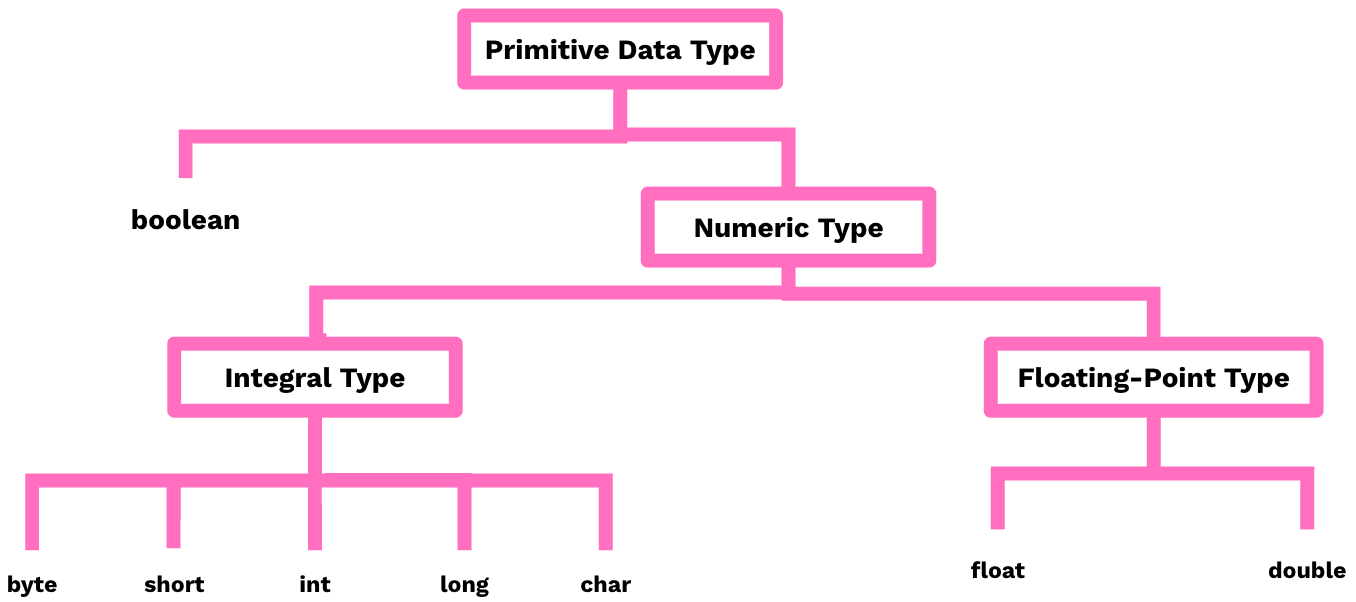 Primitive Data Type
boolean
Numeric Type
Integral Type
Floating-Point Type
byte
short
int
long
char
float
double